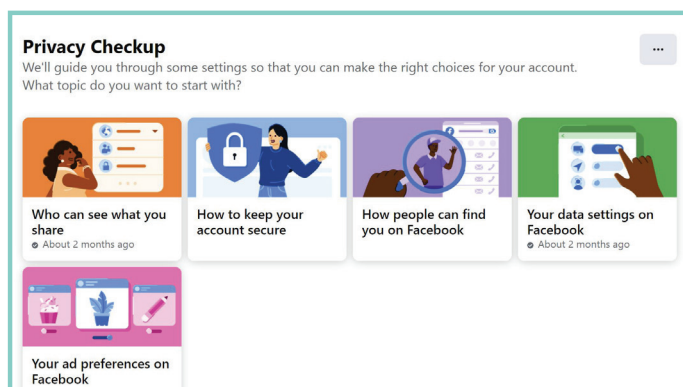 Privacy Checkup
...
We'll guide you through some settings so that you can make the right choices for your account.
What topic do you want to start with?
Who can see what you
share
About 2 months ago
How to keep your
account secure
How people can find
you on Facebook
Your data settings on
Facebook
About 2 months ago
Your ad preferences on
Facebook